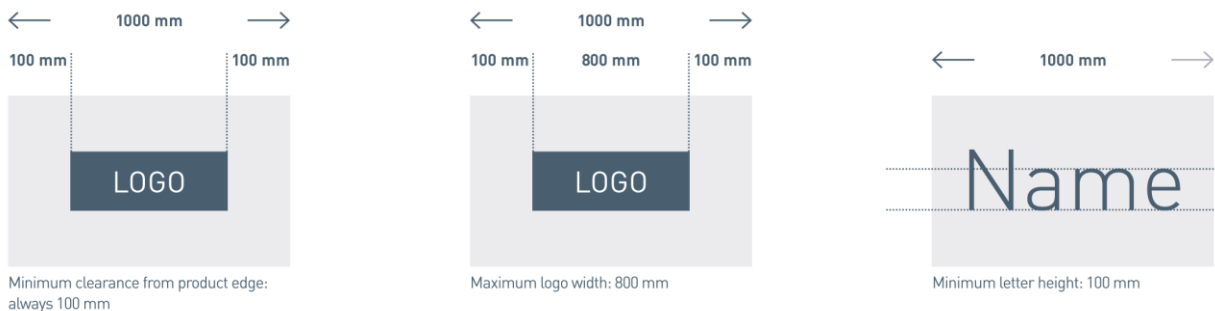 1000 mm
100 mm 100 mm
LOGO
Minimum clearance from product edge:
always 100 mm
1000 mm
100 mm 800 mm 100 mm
LOGO
Maximum logo width: 800 mm
1000 mm
Name
Minimum letter height: 100 mm